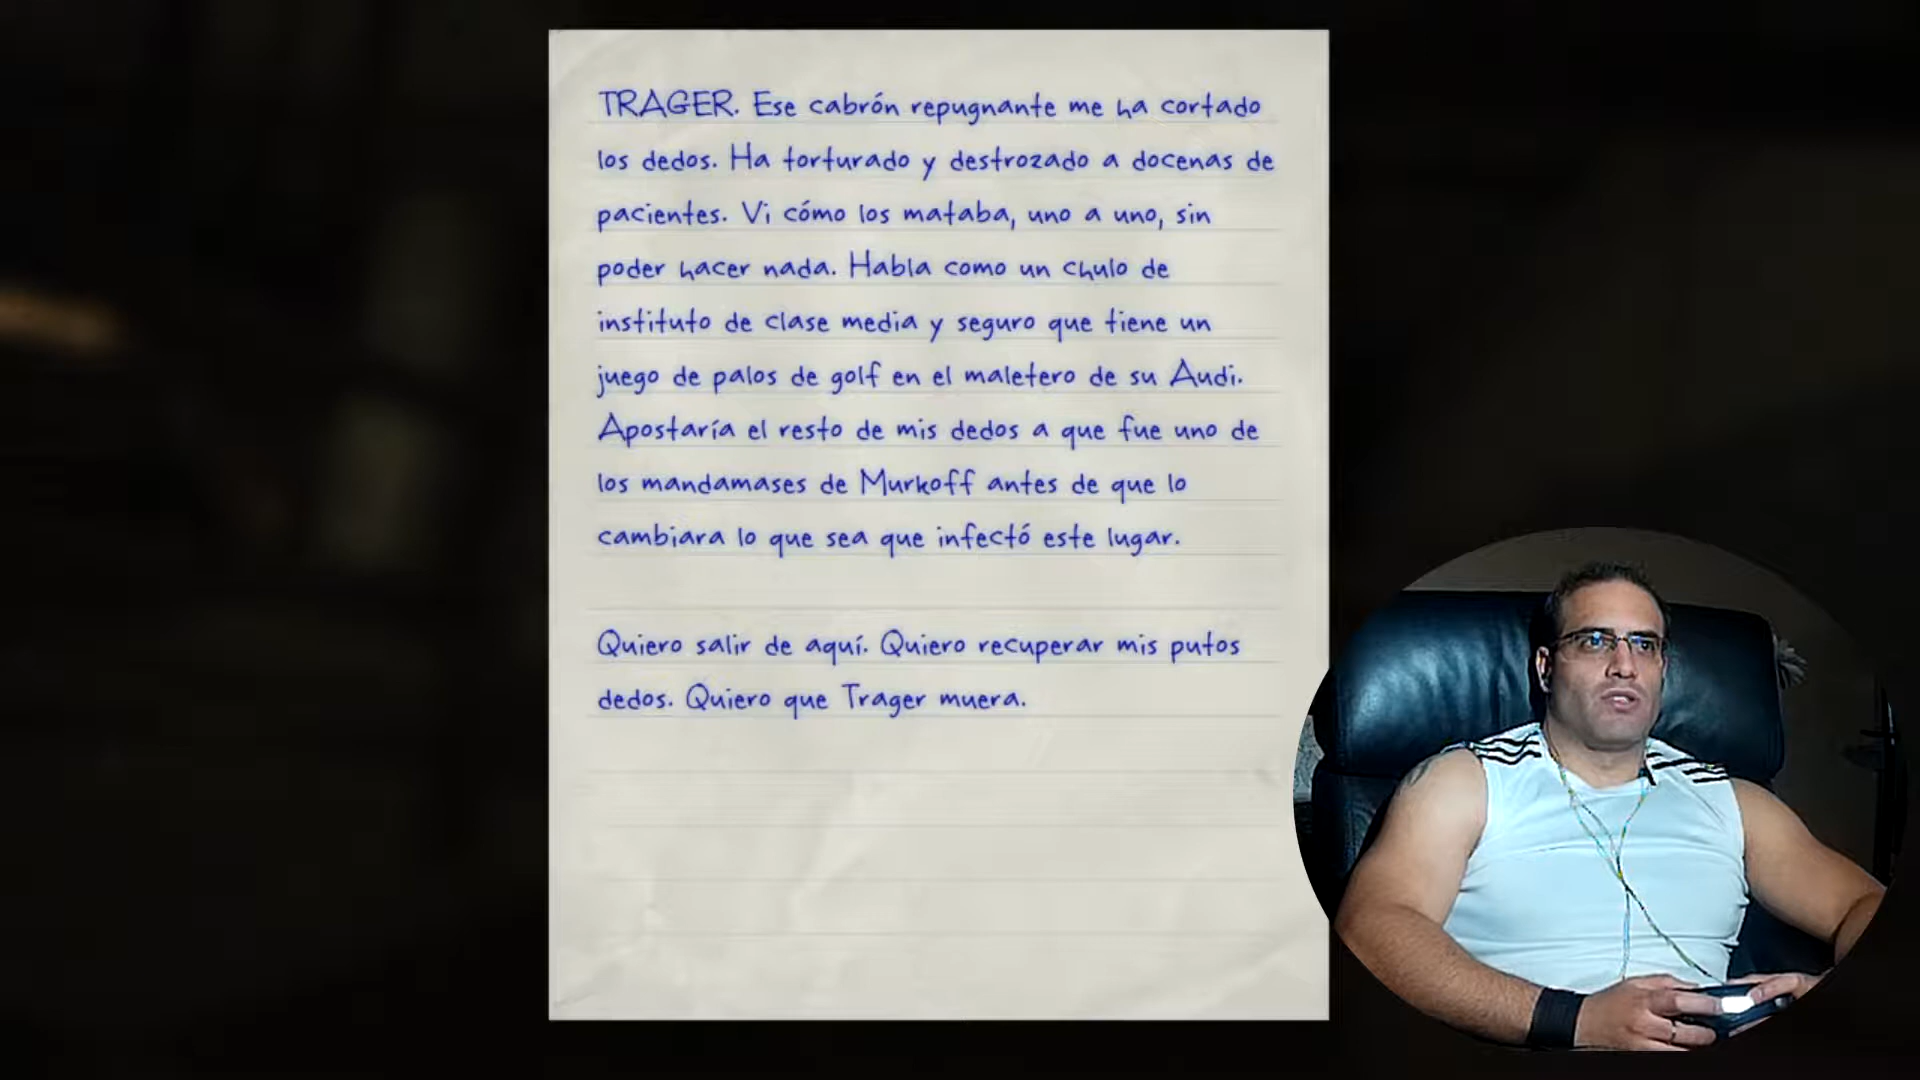 TRAGER. Ese cabrón repugnante me ha cortado
los dedos. Ha torturado y destrozado a docenas de
pacientes. Vi cómo los mataba, uno a uno, sin
poder hacer nada. Habla como un chulo de
instituto de clase media y seguro que tiene un
juego de palos de golf en el maletero de su Audi.
Apostaría el resto de mis dedos a que fue uno de
los mandamases de Murkoff antes de que lo
cambiara lo que sea que infectó este lugar.
Quiero salir de aquí. Quiero recuperar mis putos
dedos. Quiero que Trager muera.